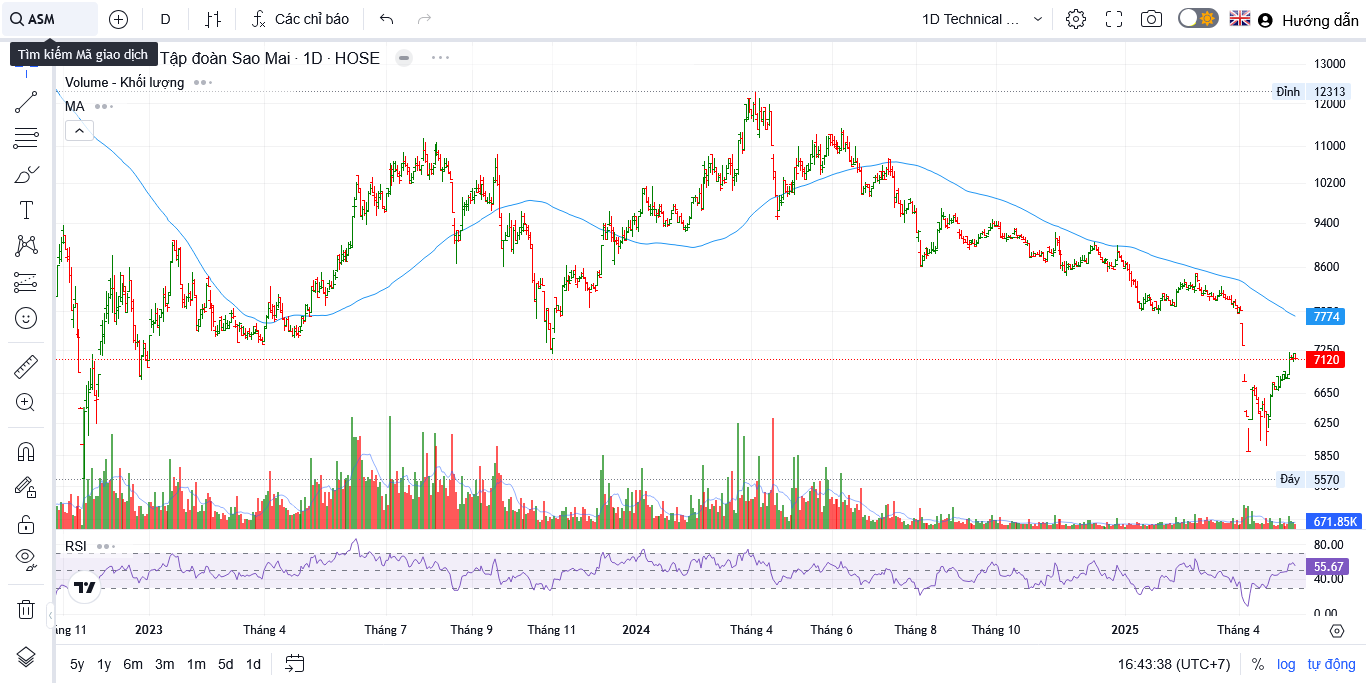 ASM
D
Các chỉ báo
1D Technical ...
Hướng dẫn
Tìm kiếm Mã giao dịch
Tập đoàn Sao Mai · 1D · HOSE
Volume - Khối lượng
MA
13000
Đỉnh 12313
12000
11000
10200
9400
8600
7774
7250
7120
6650
6250
5850
Đáy 5570
671.85K
RSI
80.00
55.67
40.00
0.00
ng 11 2023 Tháng 4 Tháng 7 Tháng 9 Tháng 11 2024 Tháng 4 Tháng 6 Tháng 8 Tháng 10 2025 Tháng 4
5y 1y 6m 3m 1m 5d 1d
16:43:38 (UTC+7) % log tự động